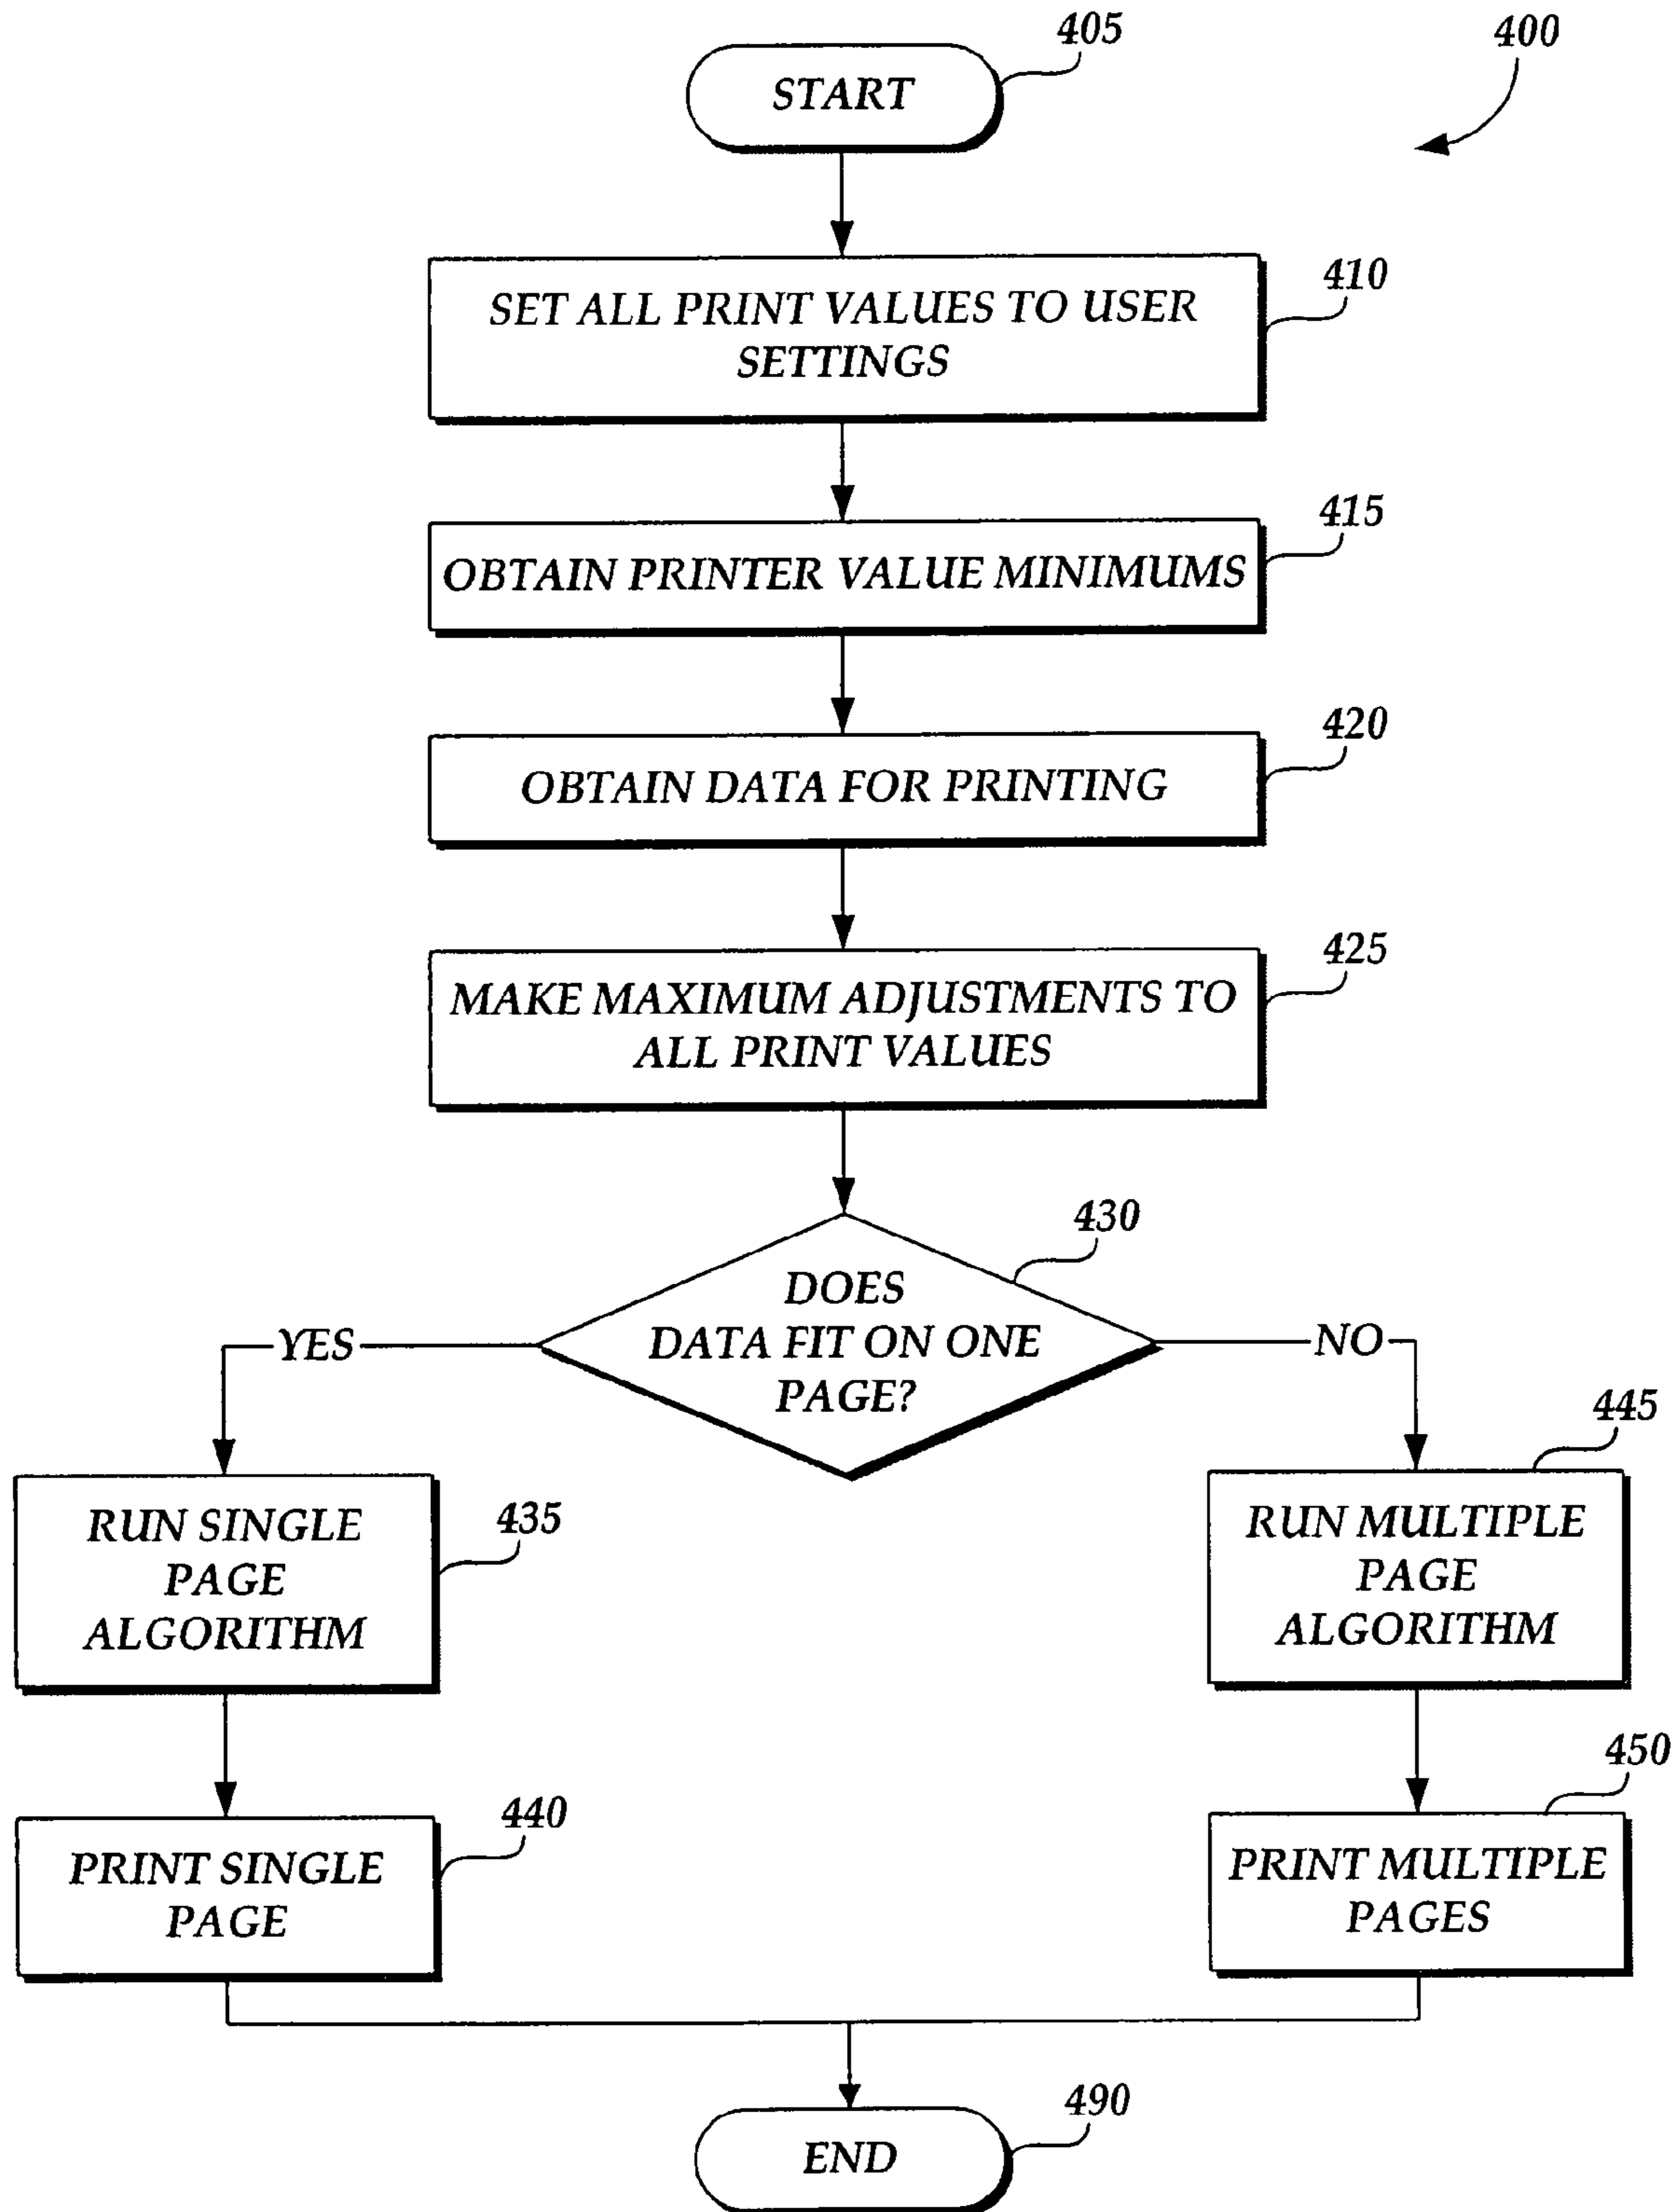 405
400
START
410
SET ALL PRINT VALUES TO USER
SETTINGS
415
OBTAIN PRINTER VALUE MINIMUMS
420
OBTAIN DATA FOR PRINTING
425
MAKE MAXIMUM ADJUSTMENTS TO
ALL PRINT VALUES
430
DOES
DATA FIT ON ONE
PAGE?
YES
NO
445
RUN SINGLE
PAGE
ALGORITHM
435
RUN MULTIPLE
PAGE
ALGORITHM
440
PRINT SINGLE
PAGE
450
PRINT MULTIPLE
PAGES
490
END